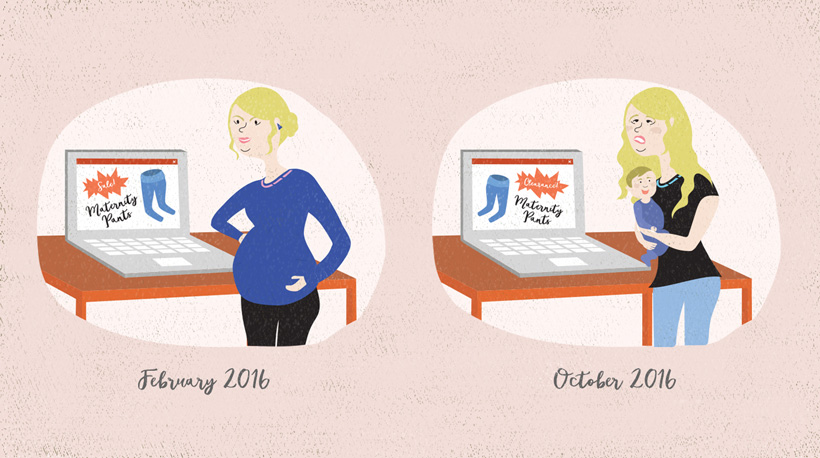 Sale!
Maternity
Pants
Clearance!
Maternity
Pants
February 2016
October 2016